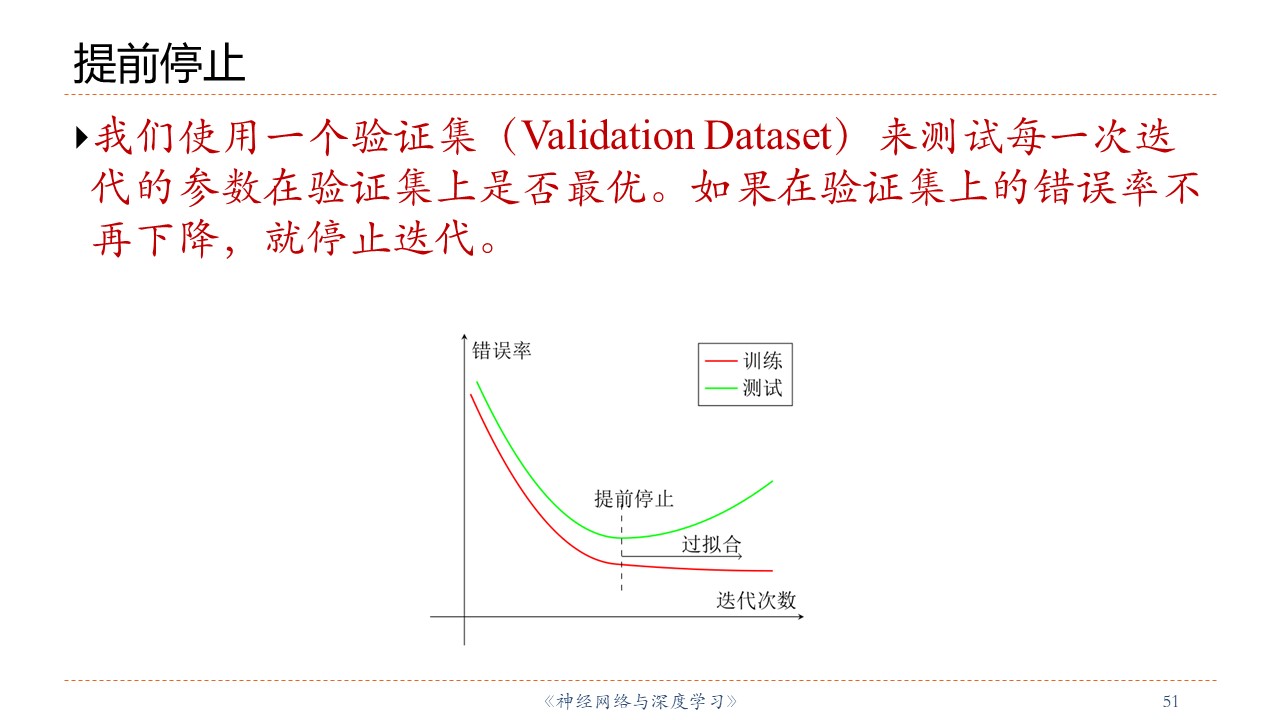 提前停止
我们使用一个验证集（Validation Dataset）来测试每一次迭
代的参数在验证集上是否最优。如果在验证集上的错误率不
再下降，就停止迭代。
错误率
训练
测试
提前停止
过拟合
迭代次数
《神经网络与深度学习》
51